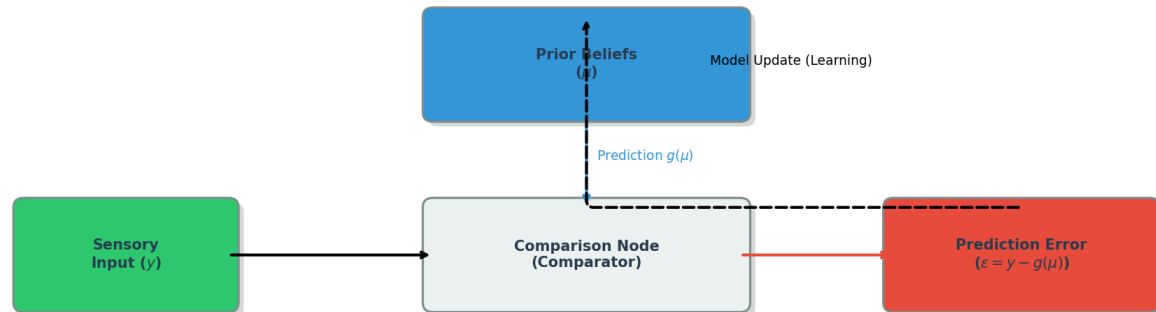 Prior Beliefs
(μ)
Model Update (Learning)
Prediction g(μ)
Sensory
Input (y)
Comparison Node
(Comparator)
Prediction Error
(ε = y − g(μ))